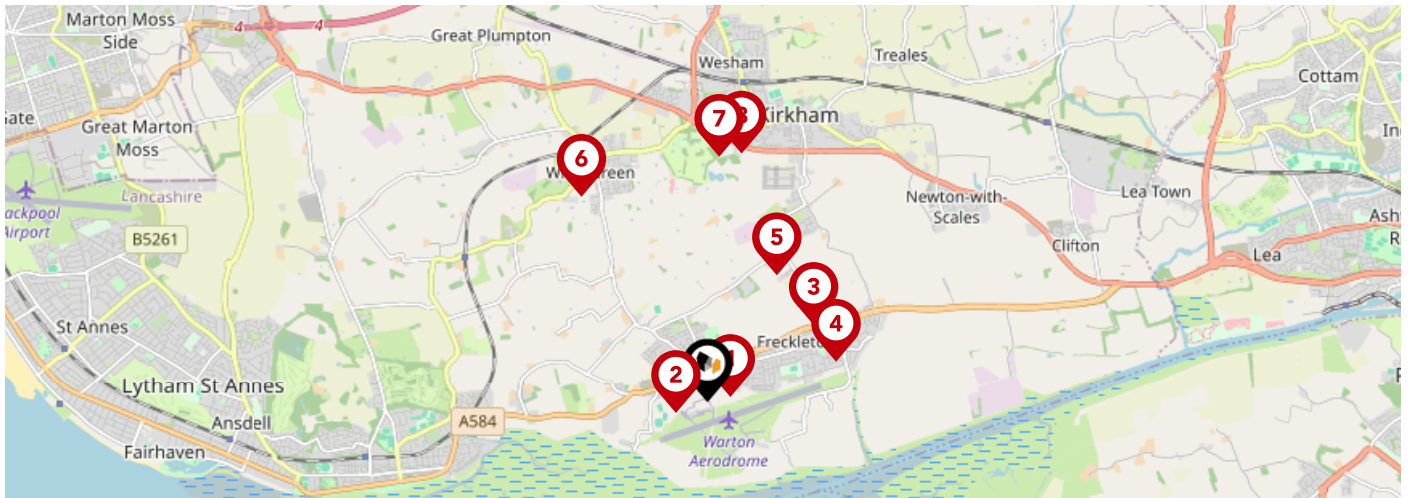 Marton Moss
Side
4
4
Great Plumpton
Wesham
Treales
Cottam
Great Marton
Moss
7
Kirkham
6
Lancashire
Lea Town
Newton-with-
Scales
Airport
B5261
5
Clifton
Lea
3
St Annes
4
2
Lytham St Annes
Ansdell
A584
Fairhaven
Warton
Aerodrome